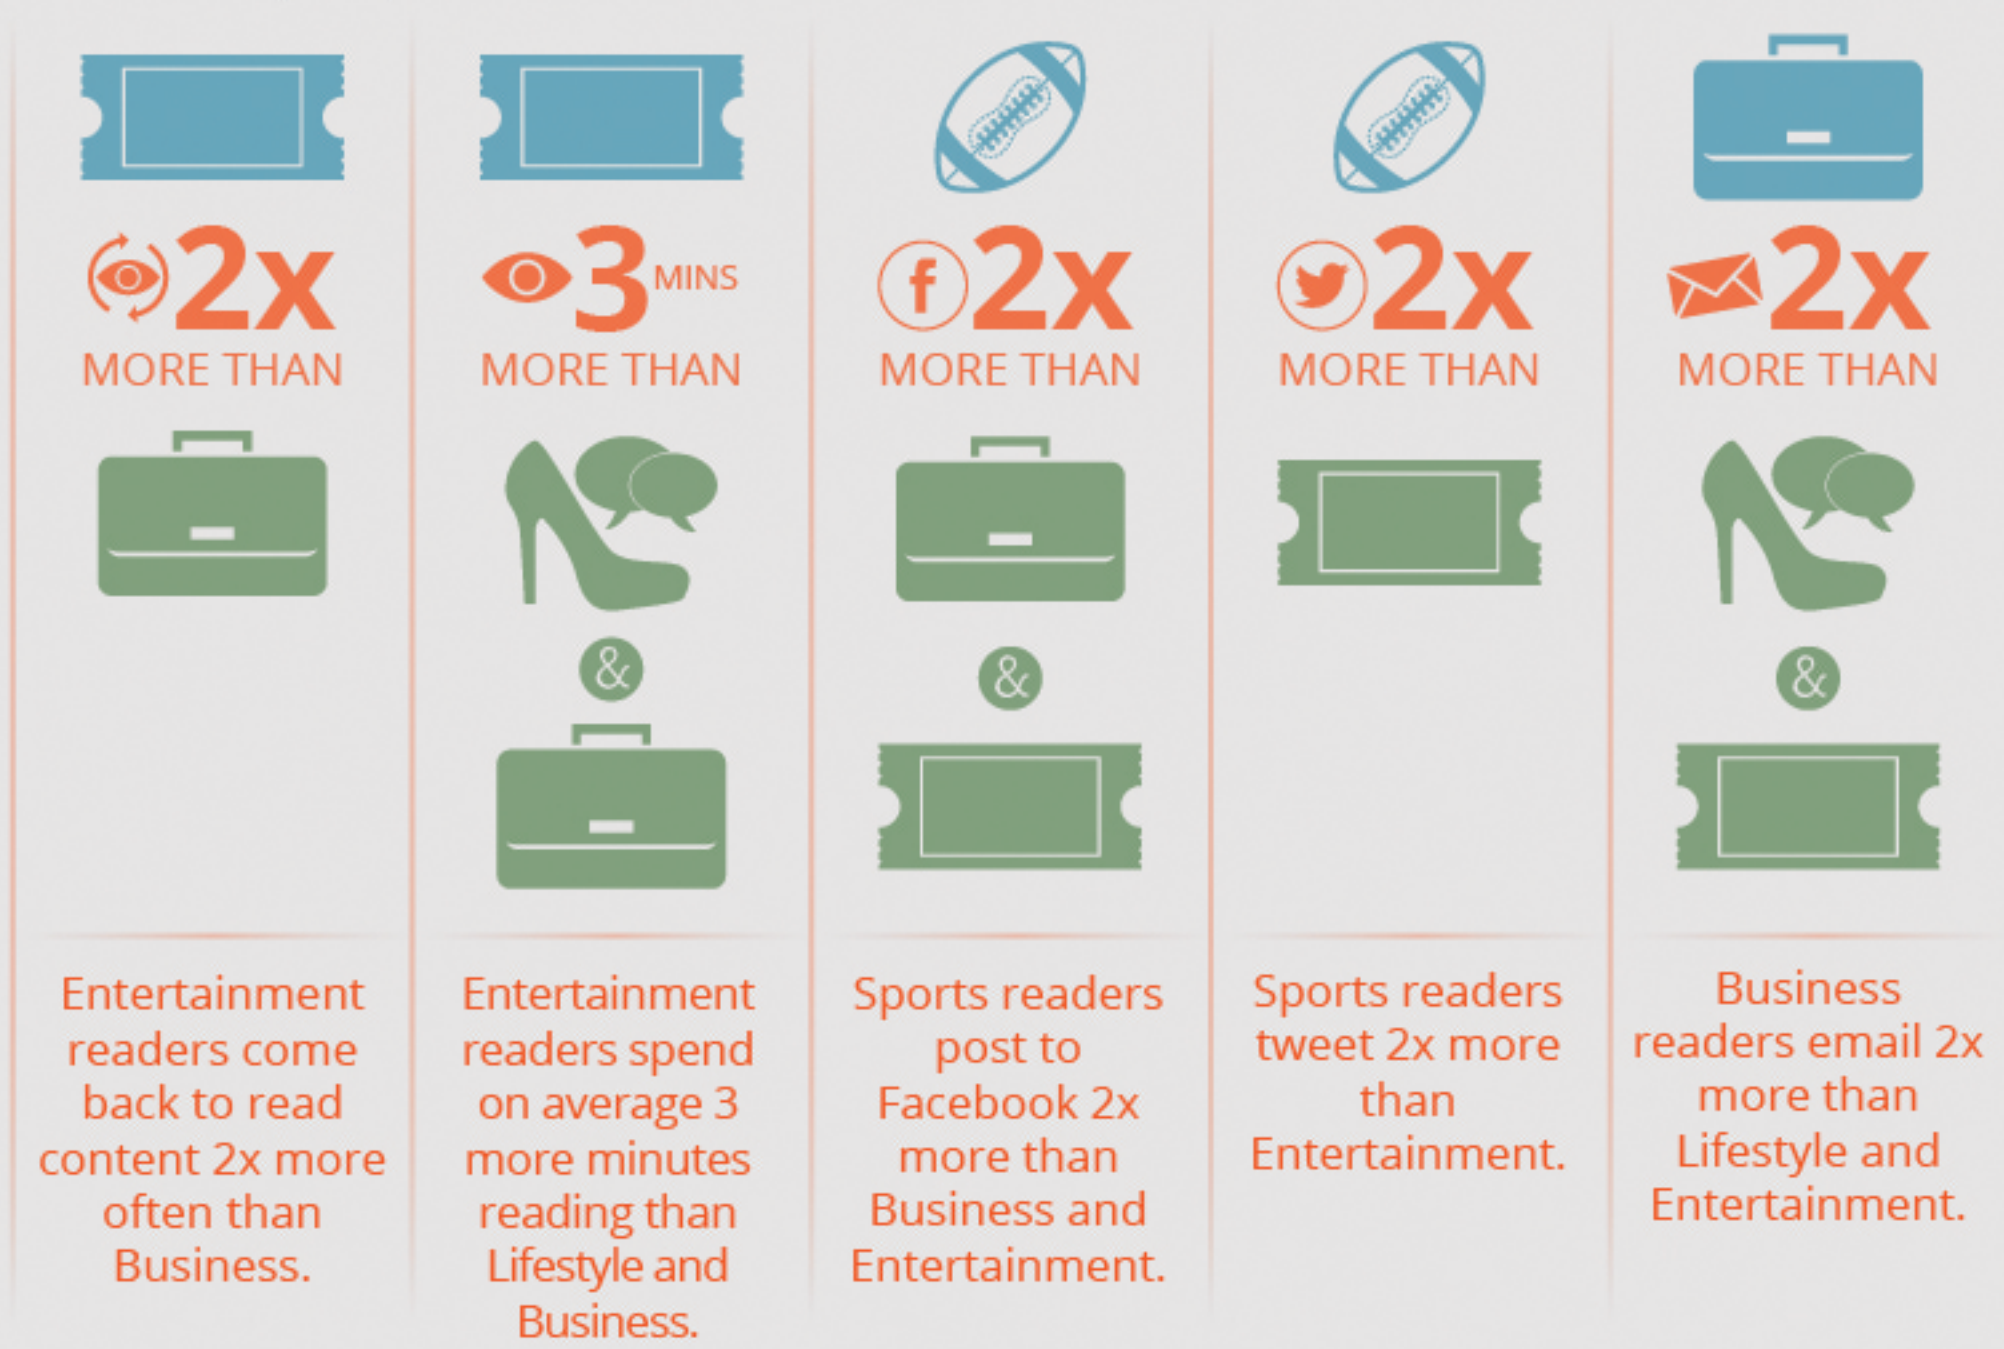 2x
MORE THAN
Entertainment
readers come
back to read
content 2x more
often than
Business.
3 MINS
MORE THAN
&
Entertainment
readers spend
on average 3
more minutes
reading than
Lifestyle and
Business.
f 2x
MORE THAN
&
Sports readers
post to
Facebook 2x
more than
Business and
Entertainment.
2x
MORE THAN
Sports readers
tweet 2x more
than
Entertainment.
2x
MORE THAN
&
Business
readers email 2x
more than
Lifestyle and
Entertainment.